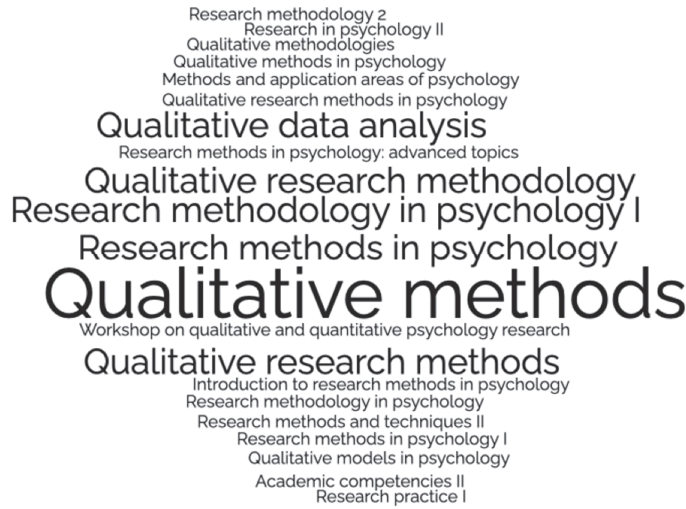 Research methodology 2
Research in psychology II
Qualitative methodologies
Qualitative methods in psychology
Methods and application areas of psychology
Qualitative research methods in psychology
Qualitative data analysis
Research methods in psychology: advanced topics
Qualitative research methodology
Research methodology in psychology I
Research methods in psychology
Qualitative methods
Workshop on qualitative and quantitative psychology research
Qualitative research methods
Introduction to research methods in psychology
Research methodology in psychology
Research methods and techniques II
Research methods in psychology I
Qualitative models in psychology
Academic competencies II
Research practice I